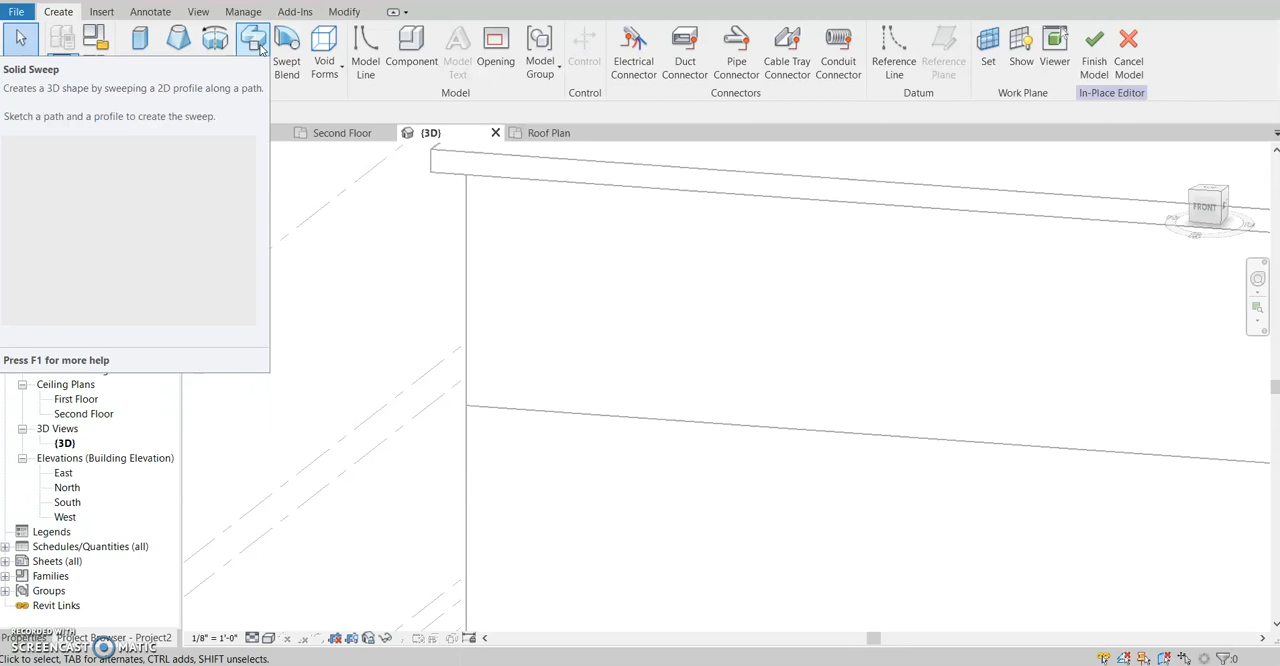 File Create Insert Annotate View Manage Add-Ins Modify
Swept Blend
Void Forms
Model Line
Component
Model Text
Opening
Model Group
Control
Electrical Connector
Duct Connector
Pipe Connector
Cable Tray Connector
Conduit Connector
Reference Line
Reference Plane
Set
Show
Viewer
Finish Model
Cancel Model
Model Control Connectors Datum Work Plane In-Place Editor
Solid Sweep
Creates a 3D shape by sweeping a 2D profile along a path.
Sketch a path and a profile to create the sweep.
Press F1 for more help
Second Floor {3D} Roof Plan
FRONT
Ceiling Plans
First Floor
Second Floor
3D Views
{3D}
Elevations (Building Elevation)
East
North
South
West
Legends
Schedules/Quantities (all)
Sheets (all)
Families
Groups
Revit Links
RECORDED WITH
SCREENCAST MATIC
Properties Project Browser - Project2
1/8" = 1'-0"
Click to select, TAB for alternates, CTRL adds, SHIFT unselects.
:0